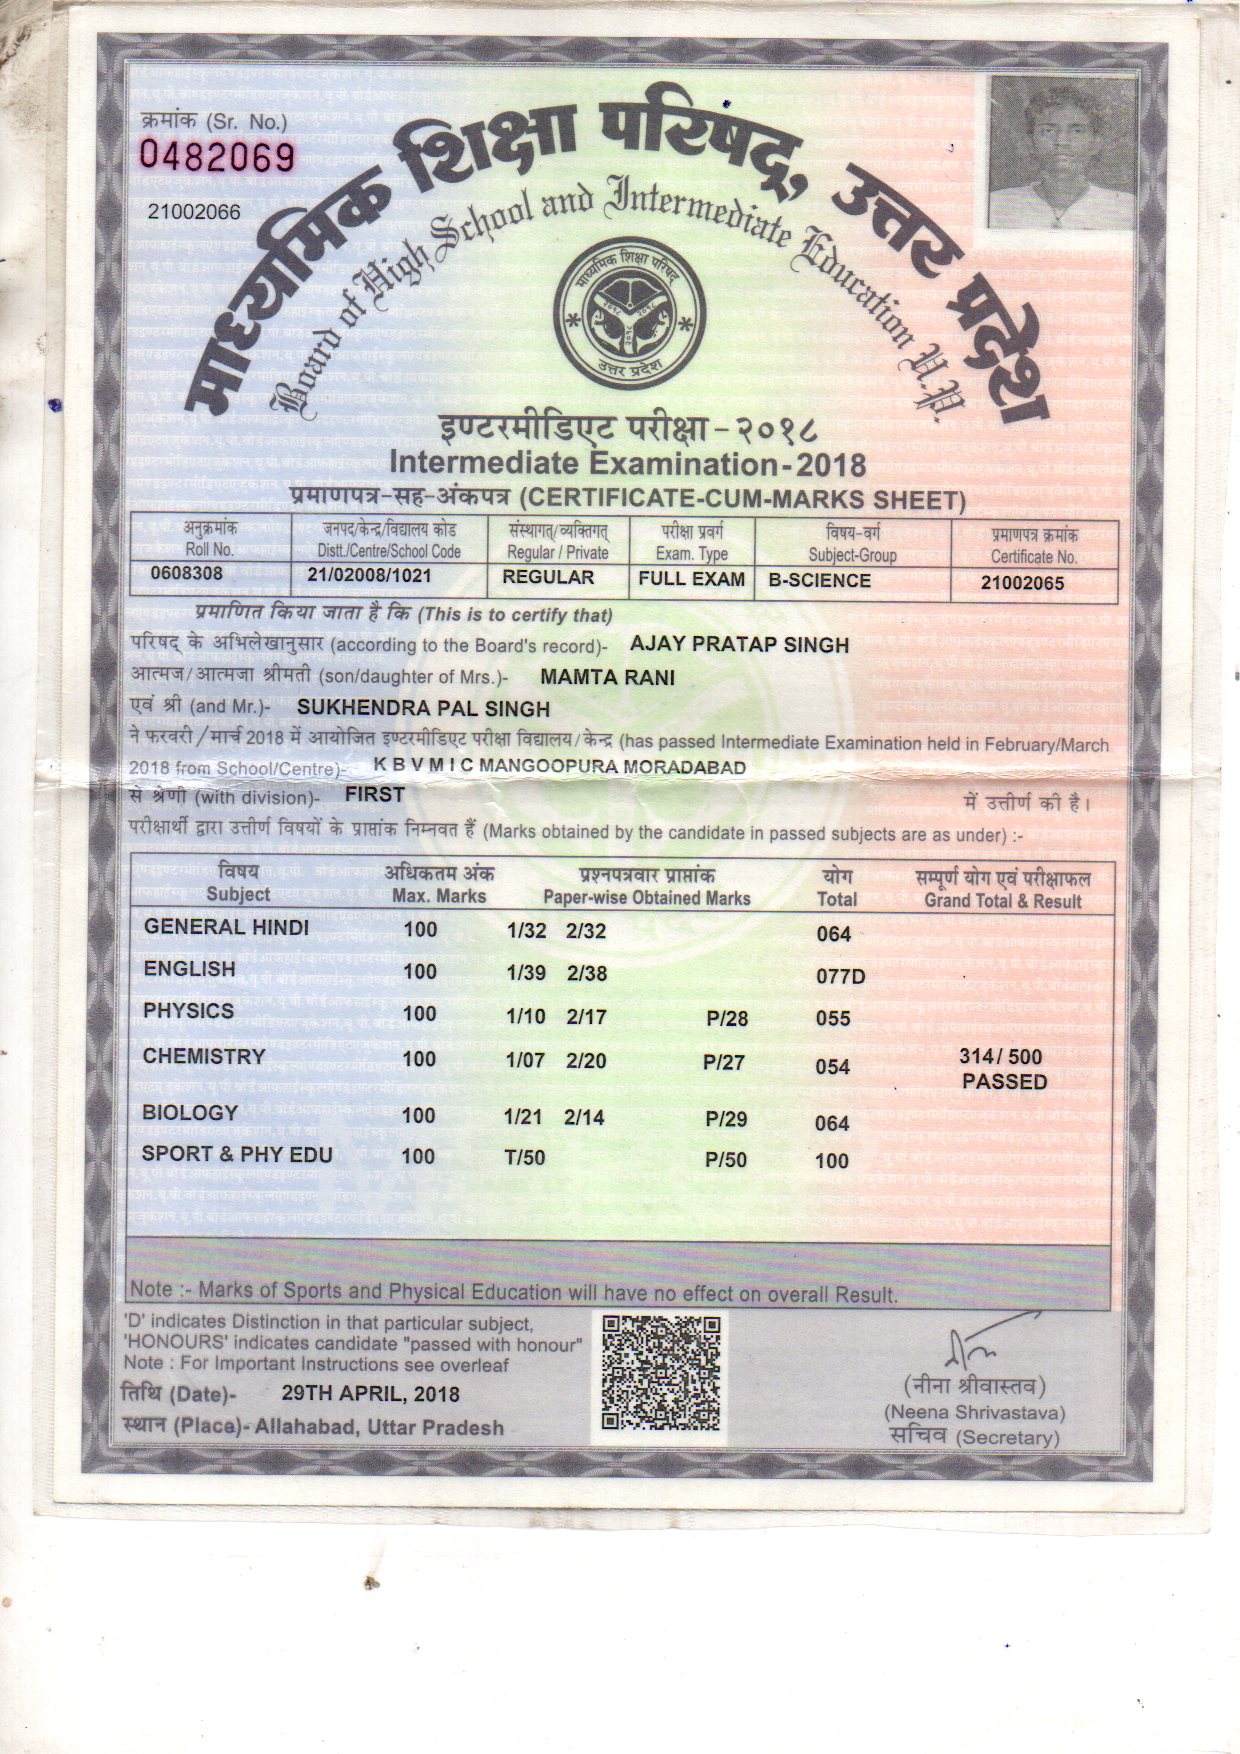 क्रमांक (Sr. No.)
0482069
21002066
माध्यमिक शिक्षा परिषद्, उत्तर प्रदेश
Board of High School and Intermediate Education U.P.
माध्यमिक शिक्षा परिषद
२०१८ २०१८
२०१८
उत्तर प्रदेश
इण्टरमीडिएट परीक्षा - २०१८
Intermediate Examination - 2018
प्रमाणपत्र-सह-अंकपत्र (CERTIFICATE-CUM-MARKS SHEET)
अनुक्रमांक जनपद/केन्द्र/विद्यालय कोड संस्थागत्/व्यक्तिगत् परीक्षा प्रवर्ग विषय-वर्ग प्रमाणपत्र क्रमांक
Roll No. Distt./Centre/School Code Regular / Private Exam. Type Subject-Group Certificate No.
0608308 21/02008/1021 REGULAR FULL EXAM B-SCIENCE 21002065
प्रमाणित किया जाता है कि (This is to certify that)
परिषद् के अभिलेखानुसार (according to the Board's record)- AJAY PRATAP SINGH
आत्मज/आत्मजा श्रीमती (son/daughter of Mrs.)- MAMTA RANI
एवं श्री (and Mr.)- SUKHENDRA PAL SINGH
ने फरवरी/मार्च 2018 में आयोजित इण्टरमीडिएट परीक्षा विद्यालय/केन्द्र (has passed Intermediate Examination held in February/March
2018 from School/Centre)- K B V M I C MANGOOPURA MORADABAD
से श्रेणी (with division)- FIRST में उत्तीर्ण की है।
परीक्षार्थी द्वारा उत्तीर्ण विषयों के प्राप्तांक निम्नवत हैं (Marks obtained by the candidate in passed subjects are as under) :-
विषय अधिकतम अंक प्रश्नपत्रवार प्राप्तांक योग सम्पूर्ण योग एवं परीक्षाफल
Subject Max. Marks Paper-wise Obtained Marks Total Grand Total & Result
GENERAL HINDI 100 1/32 2/32 064
ENGLISH 100 1/39 2/38 077D
PHYSICS 100 1/10 2/17 P/28 055
CHEMISTRY 100 1/07 2/20 P/27 054 314/ 500
PASSED
BIOLOGY 100 1/21 2/14 P/29 064
SPORT & PHY EDU 100 T/50 P/50 100
Note :- Marks of Sports and Physical Education will have no effect on overall Result.
'D' indicates Distinction in that particular subject,
'HONOURS' indicates candidate "passed with honour"
Note : For Important Instructions see overleaf
तिथि (Date)- 29TH APRIL, 2018
स्थान (Place)- Allahabad, Uttar Pradesh
(नीना श्रीवास्तव)
(Neena Shrivastava)
सचिव (Secretary)